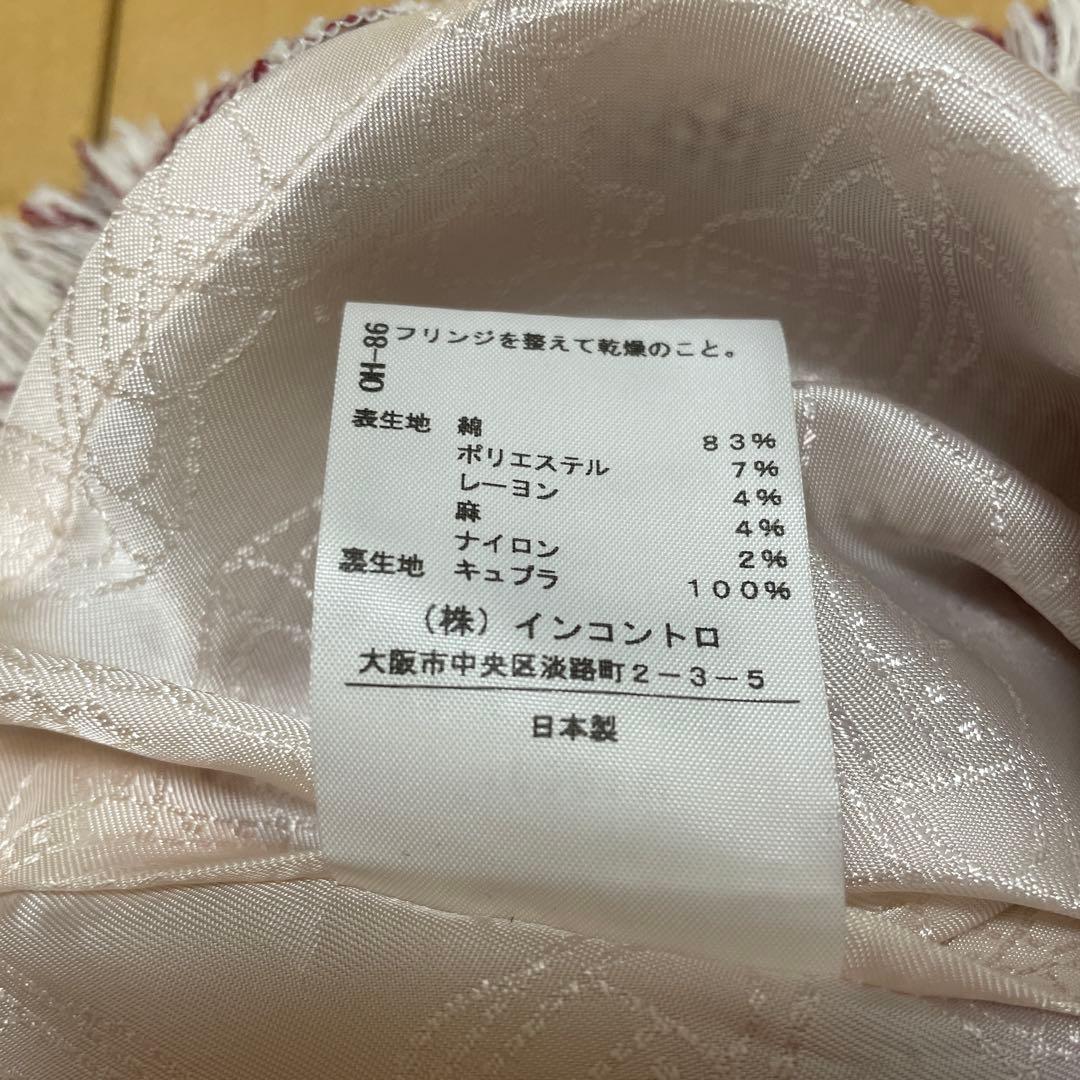 OH-86
フリンジを整えて乾燥のこと。
表生地 綿 83%
ポリエステル 7%
レーヨン 4%
麻 4%
ナイロン 2%
裏生地 キュプラ 100%
(株)インコントロ
大阪市中央区淡路町2-3-5
日本製